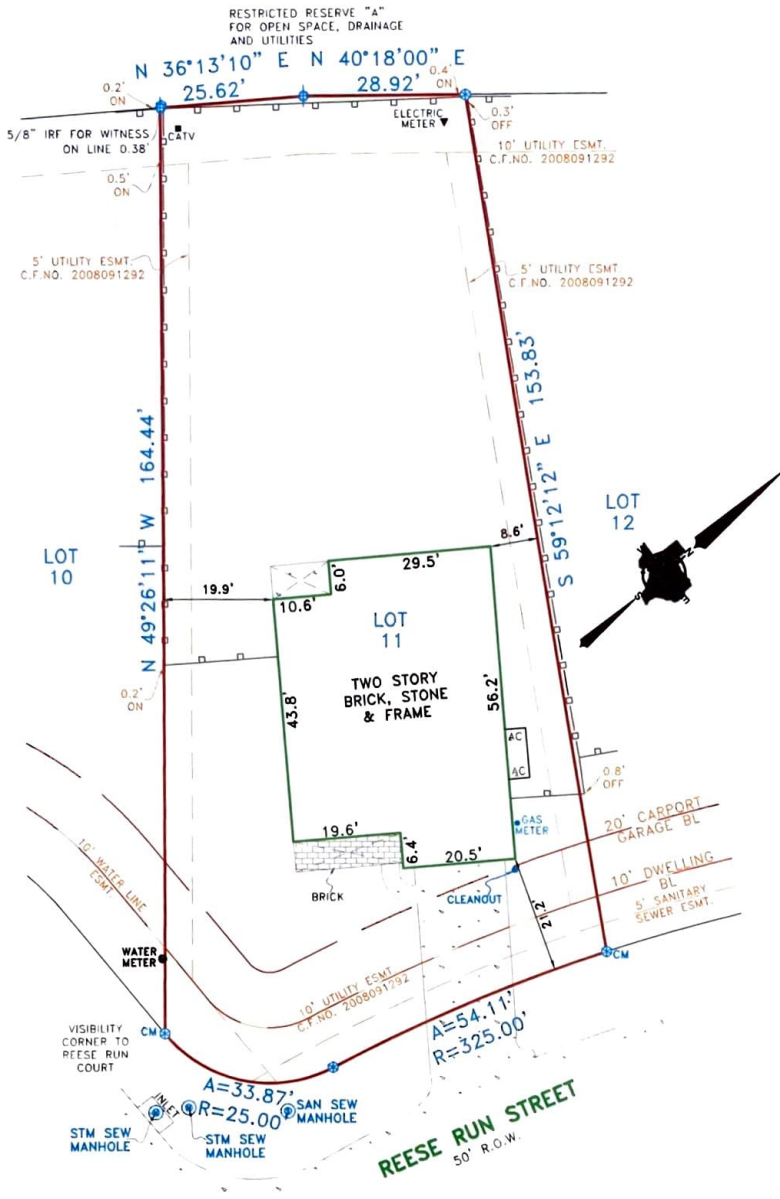 RESTRICTED RESERVE "A"
FOR OPEN SPACE, DRAINAGE
AND UTILITIES
N 36°13'10" E
25.62'
N 40°18'00" E
28.92'
0.2'
ON
0.4'
ON
0.3'
OFF
5/8" IRF FOR WITNESS
ON LINE 0.38'
CATV
ELECTRIC
METER
0.5'
ON
10' UTILITY ESMT.
C.F.NO. 2008091292
5' UTILITY ESMT.
C.F.NO. 2008091292
5' UTILITY ESMT
C.F.NO. 2008091292
N 49°26'11" W 164.44'
S 59°12'12" E 153.83'
LOT
10
LOT
12
N
E
S
19.9'
10.6'
6.0'
29.5'
8.6'
LOT
11
TWO STORY
BRICK, STONE
& FRAME
43.8'
56.2'
0.2'
ON
AC
AC
0.8'
OFF
GAS
METER
19.6'
6.4'
20.5'
BRICK
CLEANOUT
21.2'
20' CARPORT
GARAGE BL
10' DWELLING
BL
5' SANITARY
SEWER ESMT.
10' WATER LINE
ESMT
WATER
METER
10' UTILITY ESMT
C.F.NO. 2008091292
CM
CM
VISIBILITY
CORNER TO
REESE RUN
COURT
A=54.11'
R=325.00'
A=33.87'
R=25.00'
INLET
STM SEW
MANHOLE
STM SEW
MANHOLE
SAN SEW
MANHOLE
REESE RUN STREET
50' R.O.W.